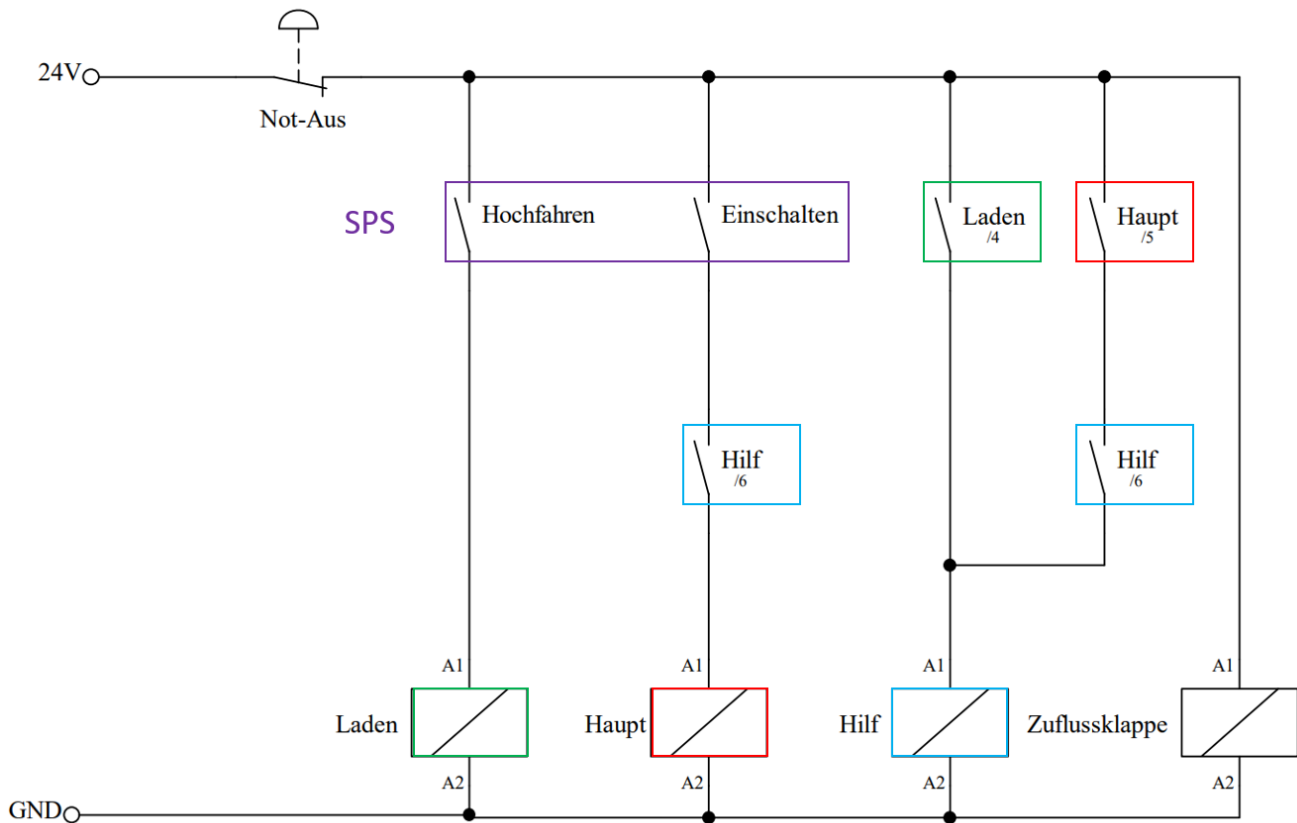 24V
Not-Aus
SPS
Hochfahren
Einschalten
Laden
/4
Haupt
/5
Hilf
/6
Hilf
/6
A1
A1
A1
A1
Laden
Haupt
Hilf
Zuflussklappe
A2
A2
A2
A2
GND